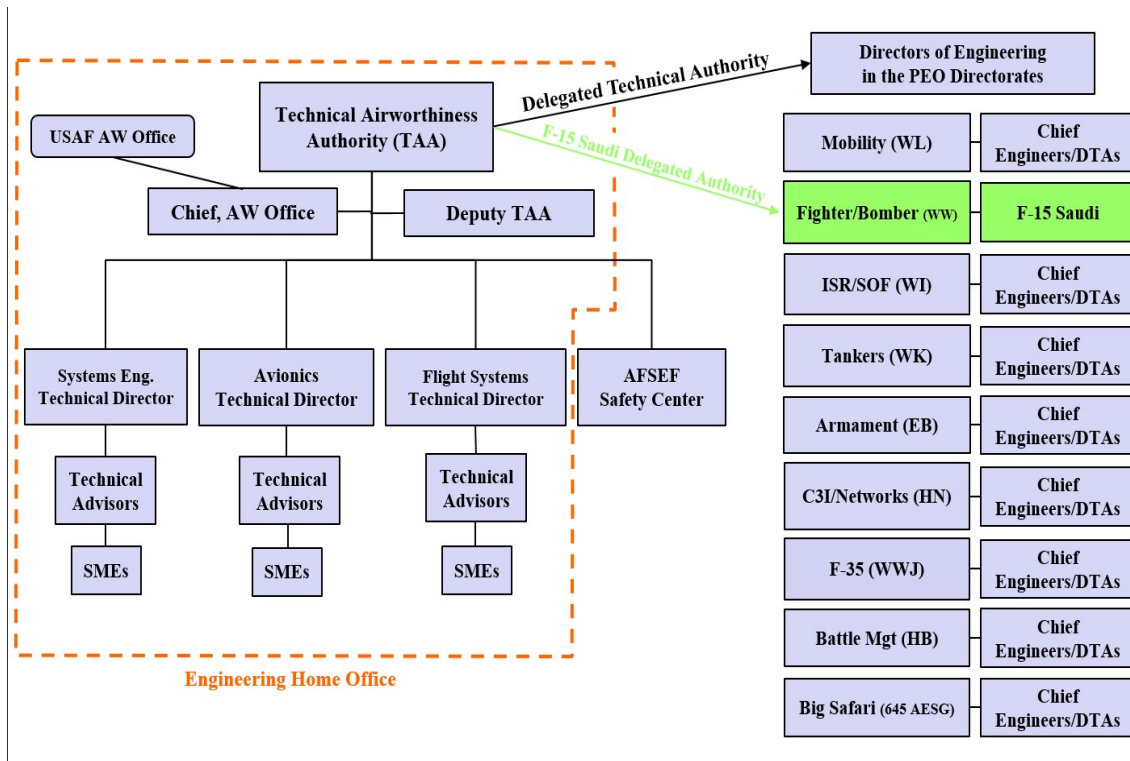 Directors of Engineering
in the PEO Directorates
Delegated Technical Authority
F-15 Saudi Delegated Authority
Technical Airworthiness
Authority (TAA)
USAF AW Office
Chief, AW Office
Deputy TAA
Systems Eng.
Technical Director
Avionics
Technical Director
Flight Systems
Technical Director
AFSEF
Safety Center
Technical
Advisors
Technical
Advisors
Technical
Advisors
SMEs
SMEs
SMEs
Engineering Home Office
Mobility (WL)
Chief
Engineers/DTAs
Fighter/Bomber (WW)
F-15 Saudi
ISR/SOF (WI)
Chief
Engineers/DTAs
Tankers (WK)
Chief
Engineers/DTAs
Armament (EB)
Chief
Engineers/DTAs
C3I/Networks (HN)
Chief
Engineers/DTAs
F-35 (WWJ)
Chief
Engineers/DTAs
Battle Mgt (HB)
Chief
Engineers/DTAs
Big Safari (645 AESG)
Chief
Engineers/DTAs